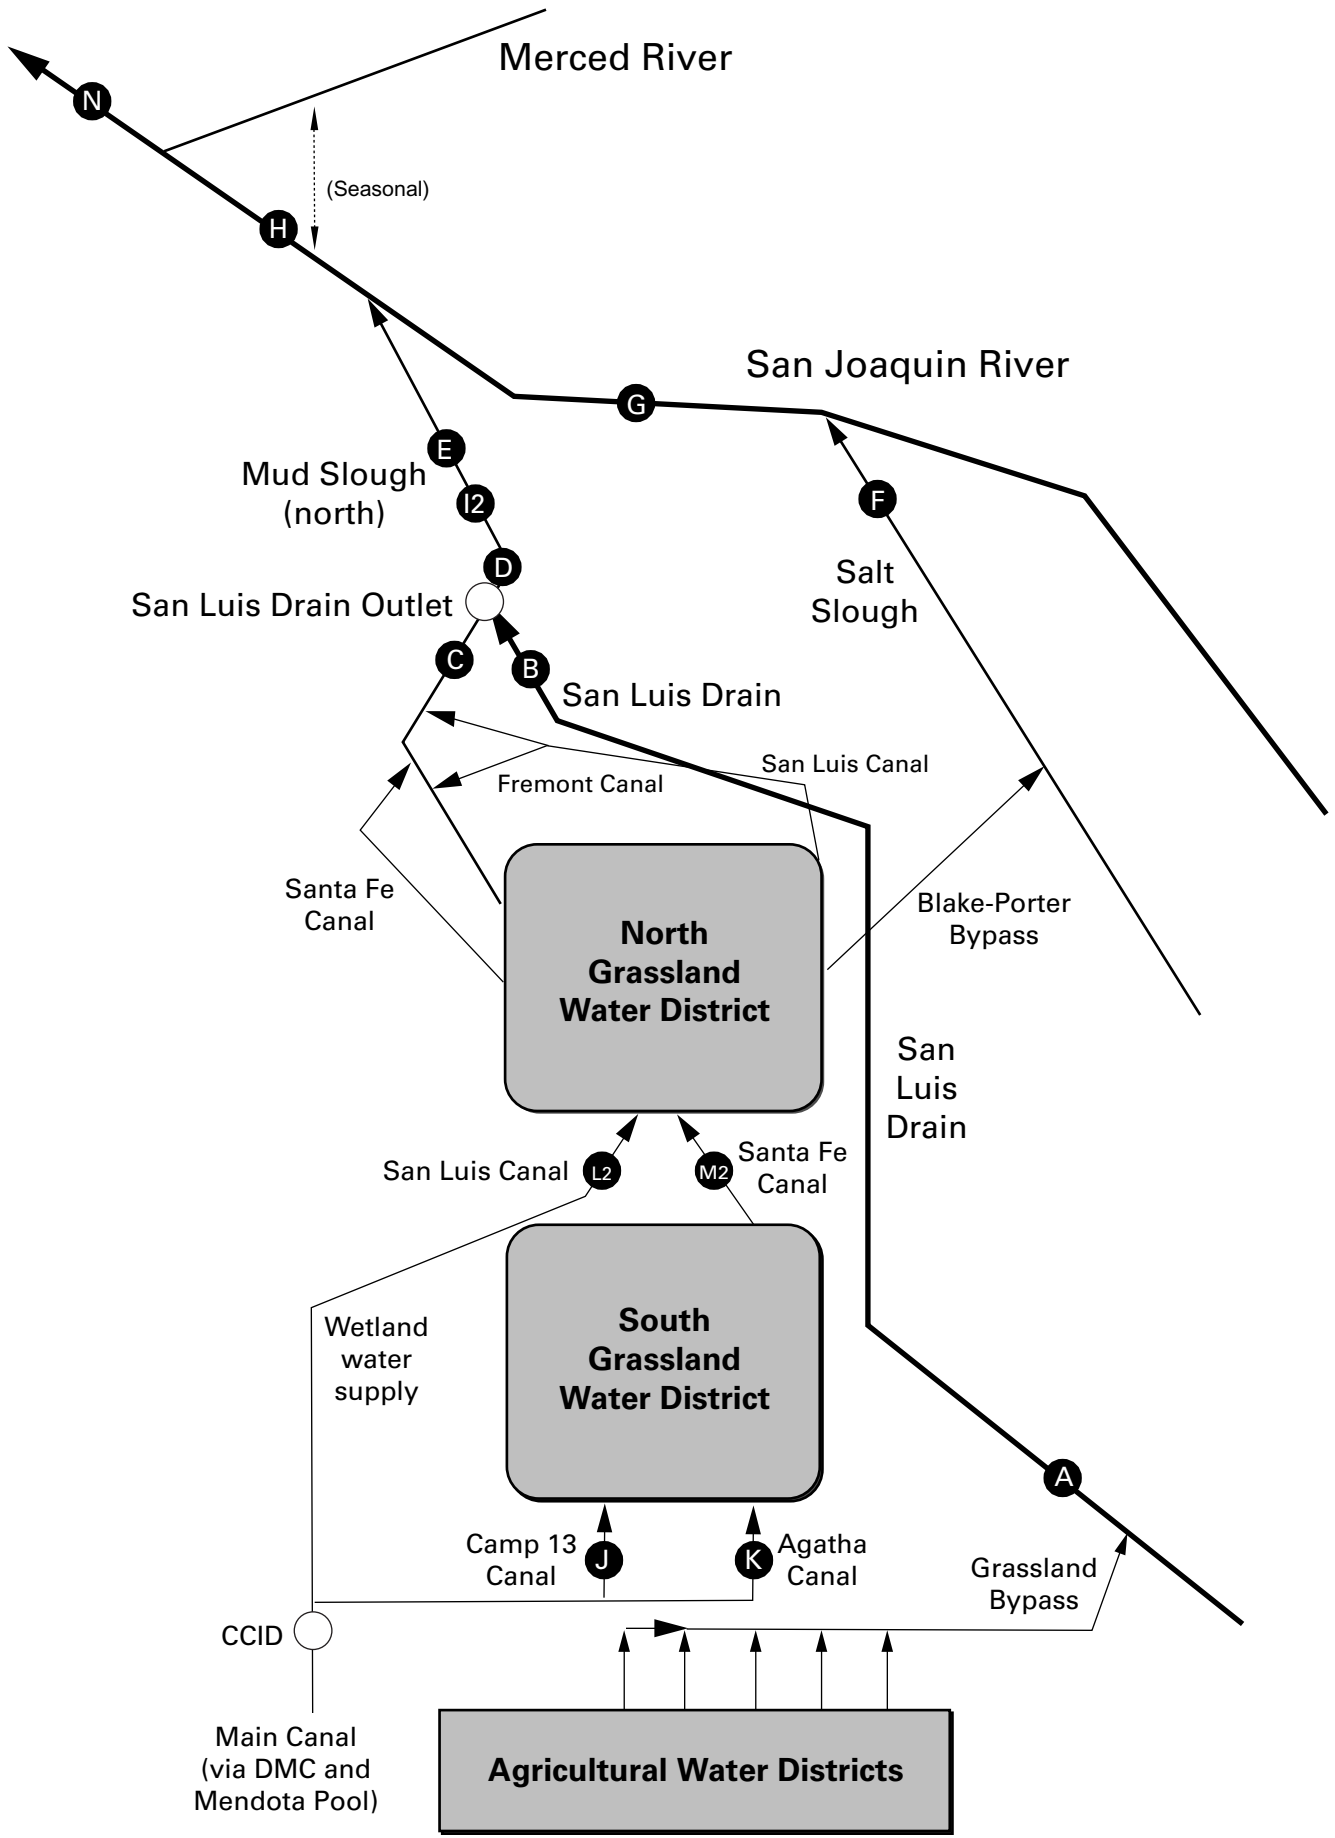 Merced River
N
(Seasonal)
H
San Joaquin River
G
E
Mud Slough
(north)
I2
F
D
Salt
Slough
San Luis Drain Outlet
C
B
San Luis Drain
San Luis Canal
Fremont Canal
Santa Fe
Canal
North
Grassland
Water District
Blake-Porter
Bypass
San
Luis
Drain
San Luis Canal
L2
M2
Santa Fe
Canal
Wetland
water
supply
South
Grassland
Water District
A
Camp 13
Canal
J
K
Agatha
Canal
Grassland
Bypass
CCID
Main Canal
(via DMC and
Mendota Pool)
Agricultural Water Districts